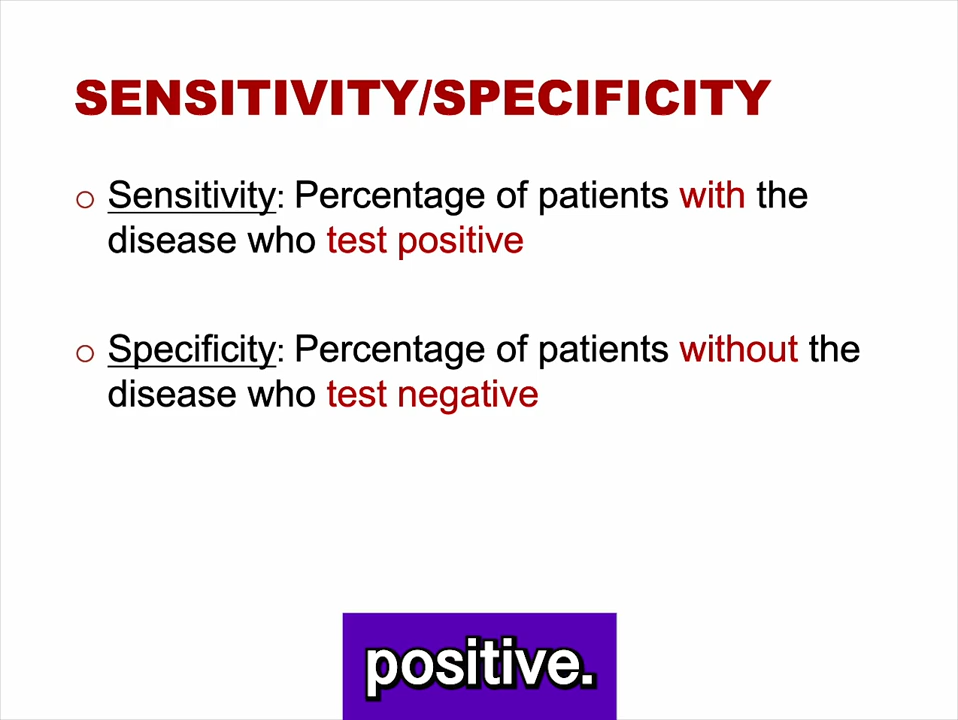 SENSITIVITY/SPECIFICITY
o Sensitivity: Percentage of patients with the
disease who test positive
o Specificity: Percentage of patients without the
disease who test negative
positive.